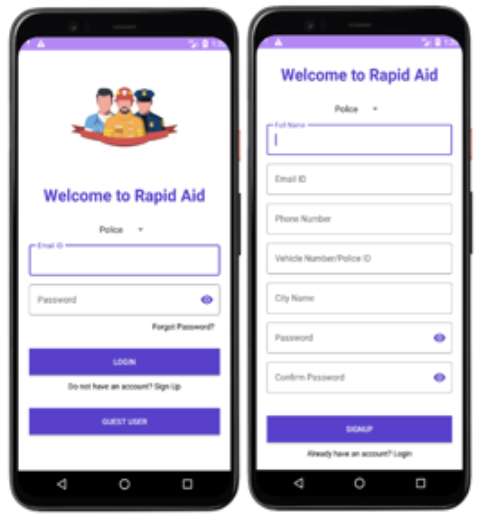 Welcome to Rapid Aid
Police
Email ID
Password
Forgot Password?
LOGIN
Do not have an account? Sign Up
GUEST USER
Welcome to Rapid Aid
Police
Full Name
Email ID
Phone Number
Vehicle Number/Police ID
City Name
Password
Confirm Password
SIGNUP
Already have an account? Login